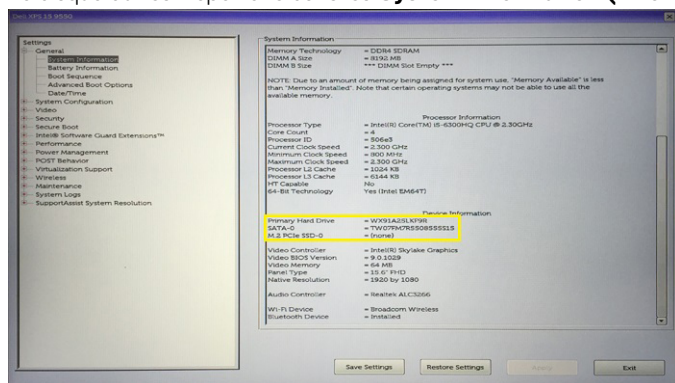 Dell XPS 15 9550
Settings
General
System Information
Battery Information
Boot Sequence
Advanced Boot Options
Date/Time
System Configuration
Video
Security
Secure Boot
Intel® Software Guard Extensions™
Performance
Power Management
POST Behavior
Virtualization Support
Wireless
Maintenance
System Logs
SupportAssist System Resolution
System Information
Memory Technology = DDR4 SDRAM
DIMM A Size = 8192 MB
DIMM B Size *** DIMM Slot Empty ***
NOTE: Due to an amount of memory being assigned for system use, "Memory Available" is less
than "Memory Installed". Note that certain operating systems may not be able to use all the
available memory.
Processor Information
Processor Type = Intel(R) Core(TM) i5-6300HQ CPU @ 2.30GHz
Core Count = 4
Processor ID = 506e3
Current Clock Speed = 2.300 GHz
Minimum Clock Speed = 800 MHz
Maximum Clock Speed = 2.300 GHz
Processor L2 Cache = 1024 KB
Processor L3 Cache = 6144 KB
HT Capable No
64-Bit Technology Yes (Intel EM64T)
Device Information
Primary Hard Drive
SATA-0
M.2 PCIe SSD-0 = (none)
Video Controller = Intel(R) Skylake Graphics
Video BIOS Version = 9.0.1029
Video Memory = 64 MB
Panel Type = 15.6" FHD
Native Resolution = 1920 by 1080
Audio Controller = Realtek ALC3266
Wi-Fi Device = Broadcom Wireless
Bluetooth Device = Installed
Save Settings
Restore Settings
Apply
Exit